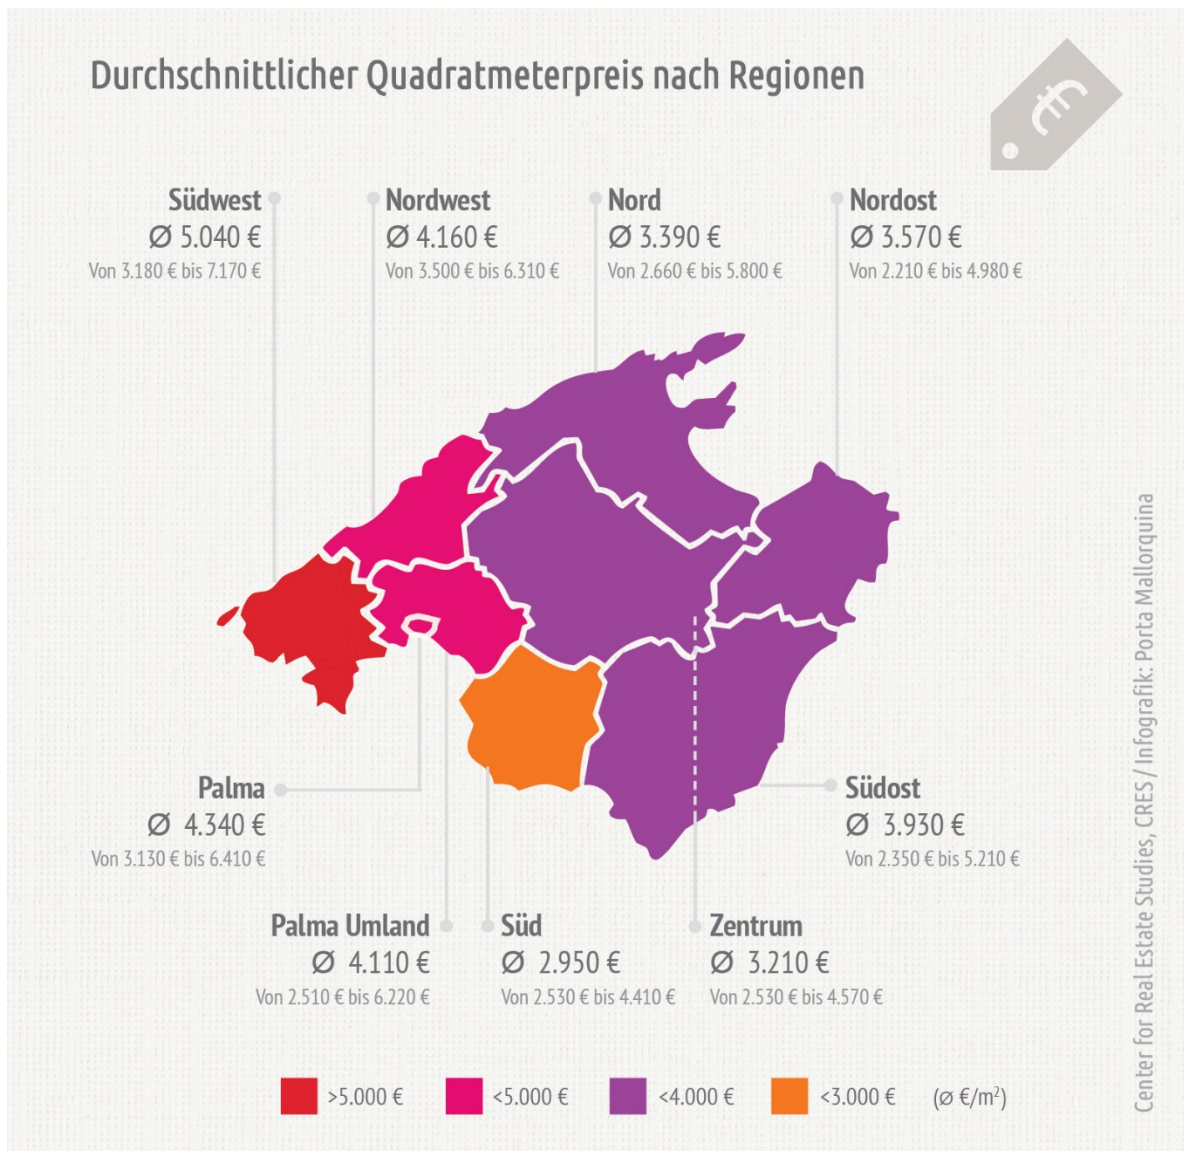 Durchschnittlicher Quadratmeterpreis nach Regionen
€
Südwest
Ø 5.040 €
Von 3.180 € bis 7.170 €
Nordwest
Ø 4.160 €
Von 3.500 € bis 6.310 €
Nord
Ø 3.390 €
Von 2.660 € bis 5.800 €
Nordost
Ø 3.570 €
Von 2.210 € bis 4.980 €
Palma
Ø 4.340 €
Von 3.130 € bis 6.410 €
Südost
Ø 3.930 €
Von 2.350 € bis 5.210 €
Palma Umland
Ø 4.110 €
Von 2.510 € bis 6.220 €
Süd
Ø 2.950 €
Von 2.530 € bis 4.410 €
Zentrum
Ø 3.210 €
Von 2.530 € bis 4.570 €
>5.000 € <5.000 € <4.000 € <3.000 € (ø €/m²)
Center for Real Estate Studies, CRES / Infografik: Porta Mallorquina